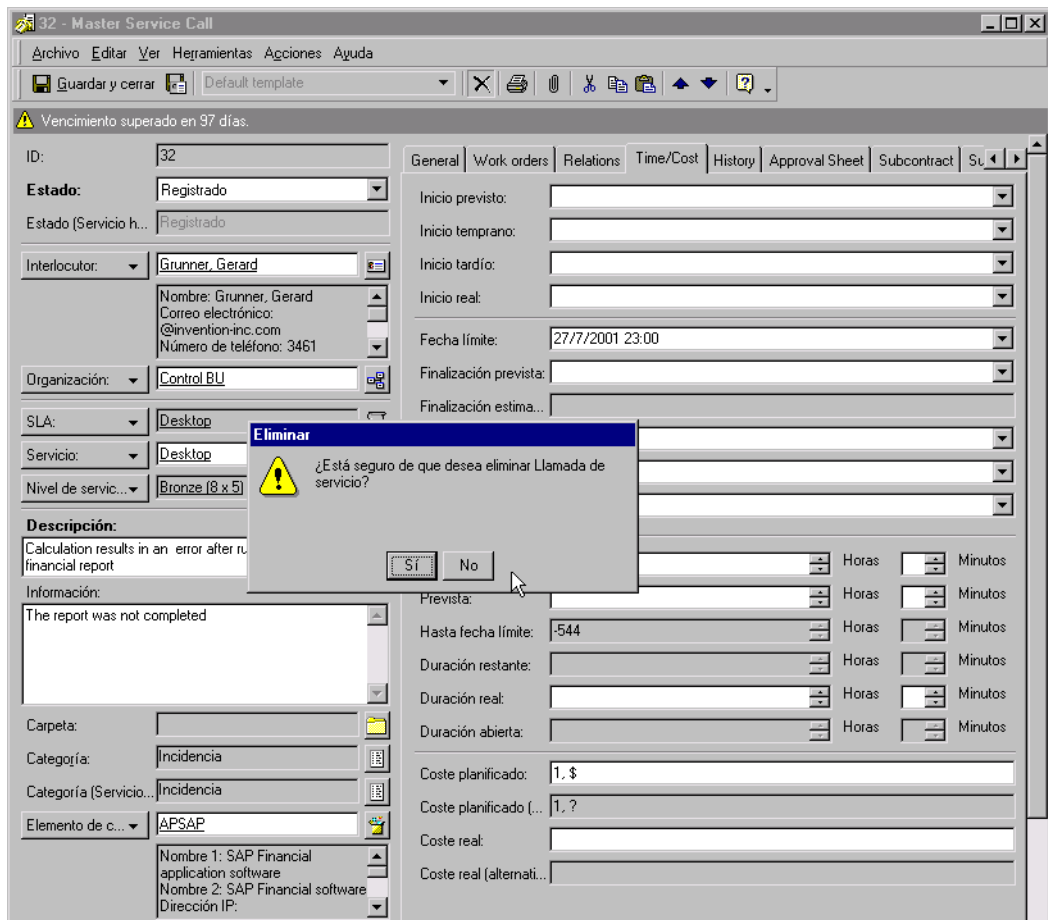 32 - Master Service Call
Archivo Editar Ver Herramientas Acciones Ayuda
Guardar y cerrar Default template
Vencimiento superado en 97 días.
ID: 32
Estado: Registrado
Estado (Servicio h... Registrado
Interlocutor: Grunner, Gerard
Nombre: Grunner, Gerard
Correo electrónico:
@invention-inc.com
Número de teléfono: 3461
Organización: Control BU
SLA: Desktop
Servicio: Desktop
Nivel de servic... Bronze (8 x 5)
Descripción:
Calculation results in an error after ru
financial report
Información:
The report was not completed
Carpeta:
Categoría: Incidencia
Categoría (Servicio... Incidencia
Elemento de c... APSAP
Nombre 1: SAP Financial
application software
Nombre 2: SAP Financial software
Dirección IP:
General Work orders Relations Time/Cost History Approval Sheet Subcontract Su
Inicio previsto:
Inicio temprano:
Inicio tardío:
Inicio real:
Fecha límite: 27/7/2001 23:00
Finalización prevista:
Finalización estima...
Eliminar
¿Está seguro de que desea eliminar Llamada de
servicio?
Sí No
Horas Minutos
Prevista: Horas Minutos
Hasta fecha límite: -544 Horas Minutos
Duración restante: Horas Minutos
Duración real: Horas Minutos
Duración abierta: Horas Minutos
Coste planificado: 1, $
Coste planificado (... 1, ?
Coste real:
Coste real (alternati...